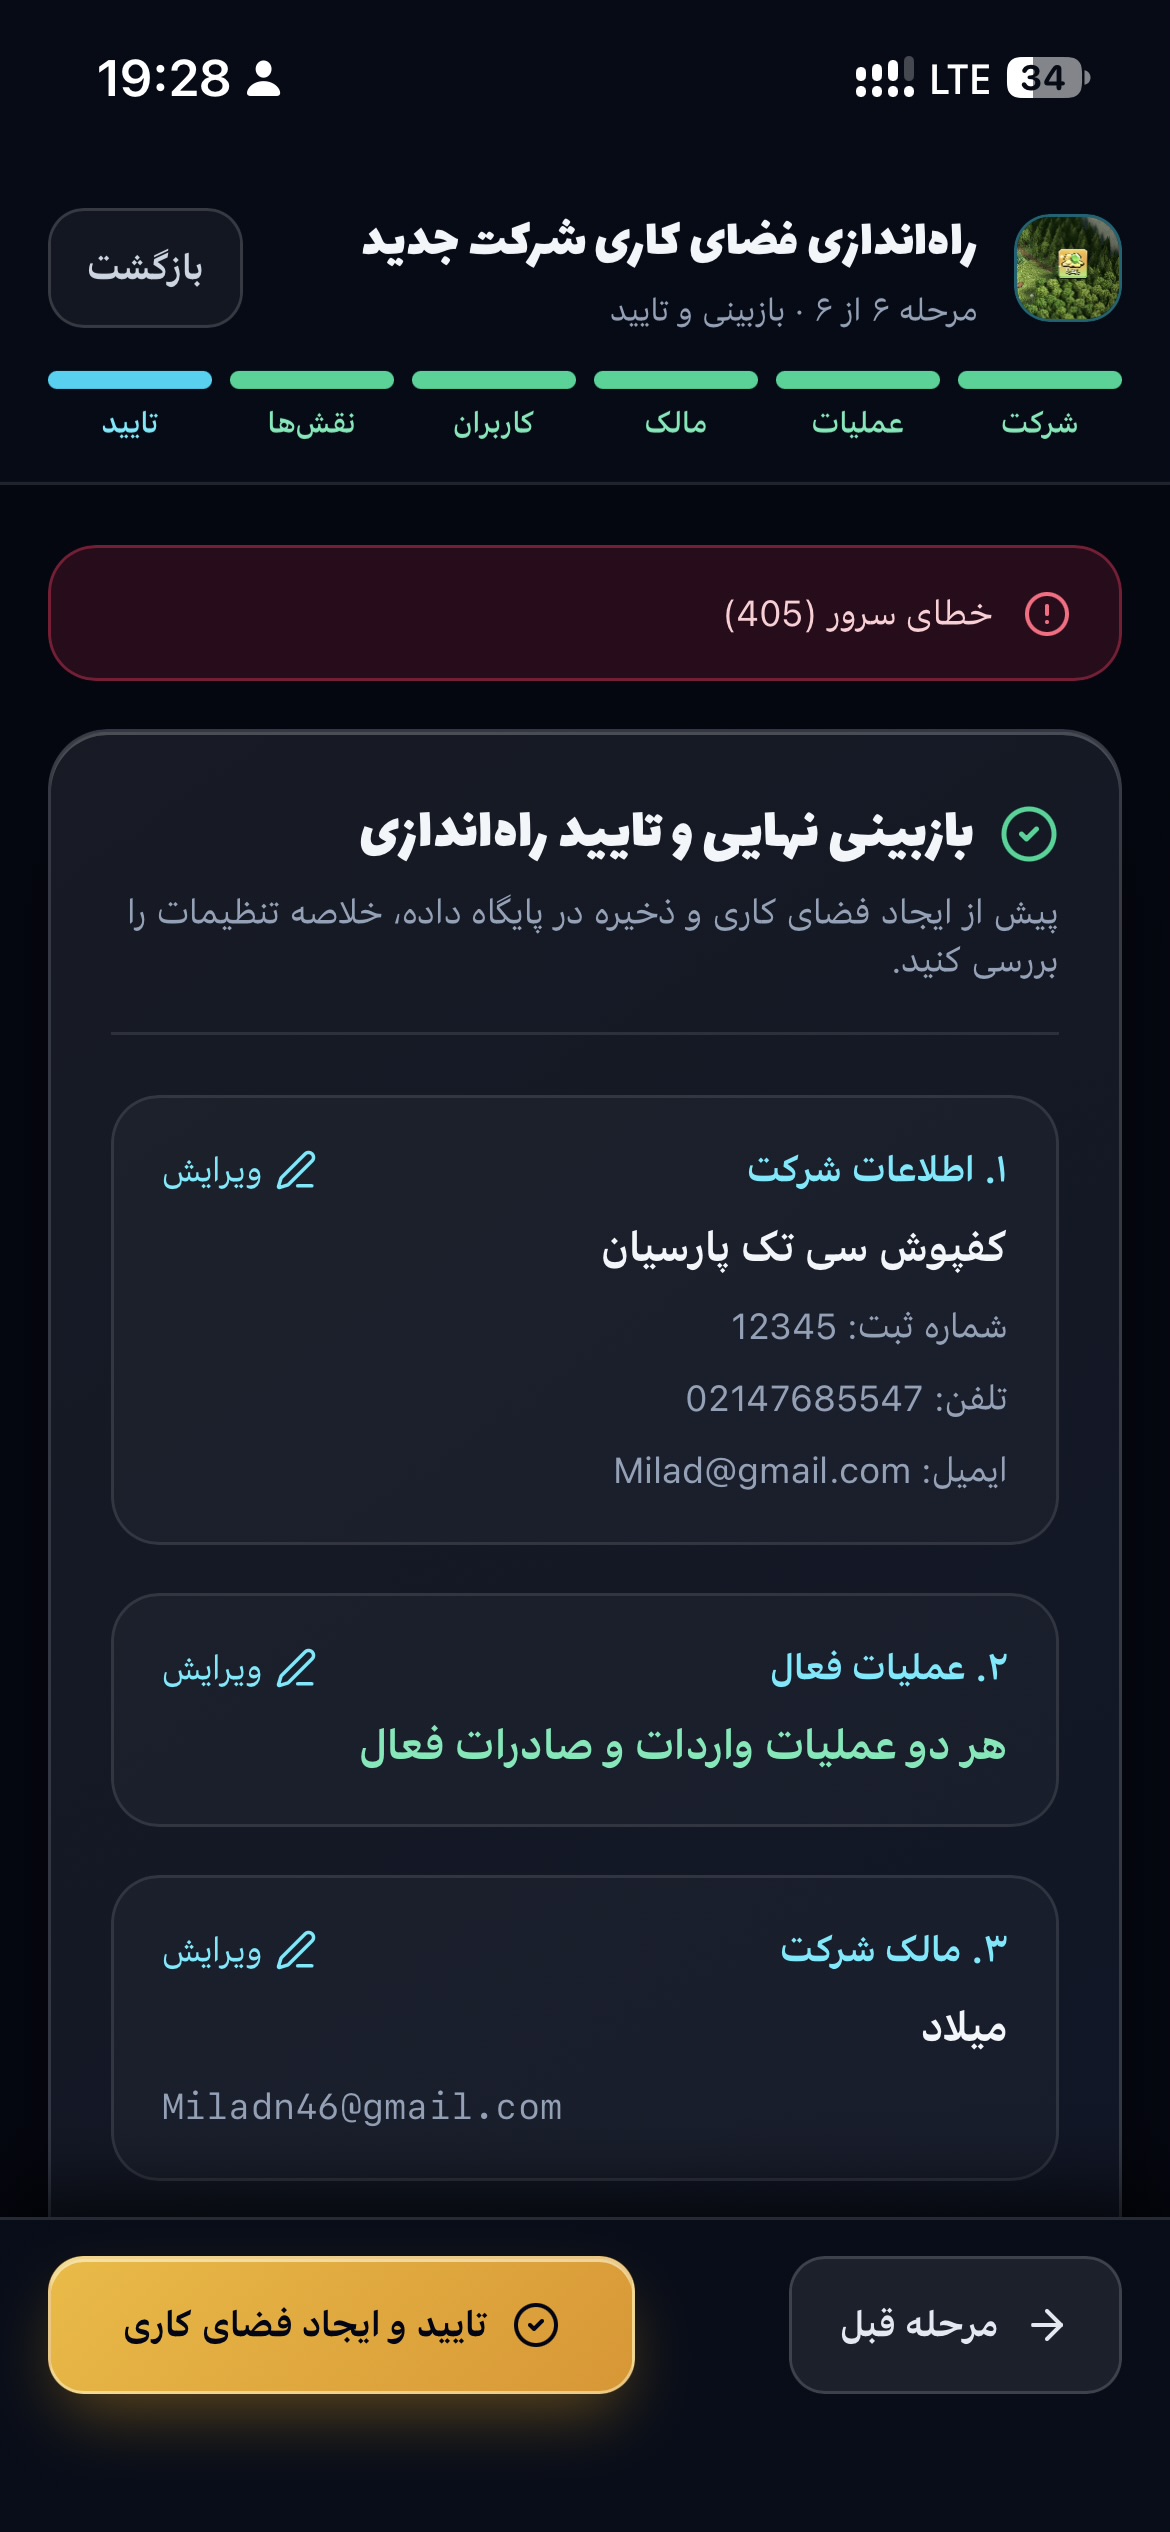 19:28
LTE
34
راه‌اندازی فضای کاری شرکت جدید
مرحله ۶ از ۶ · بازبینی و تایید
بازگشت
شرکت
عملیات
مالک
کاربران
نقش‌ها
تایید
خطای سرور (405)
بازبینی نهایی و تایید راه‌اندازی
پیش از ایجاد فضای کاری و ذخیره در پایگاه داده، خلاصه تنظیمات را
بررسی کنید.
۱. اطلاعات شرکت
ویرایش
کفپوش سی تک پارسیان
شماره ثبت: 12345
تلفن: 02147685547
ایمیل: Milad@gmail.com
۲. عملیات فعال
ویرایش
هر دو عملیات واردات و صادرات فعال
۳. مالک شرکت
ویرایش
میلاد
Miladn46@gmail.com
مرحله قبل
تایید و ایجاد فضای کاری